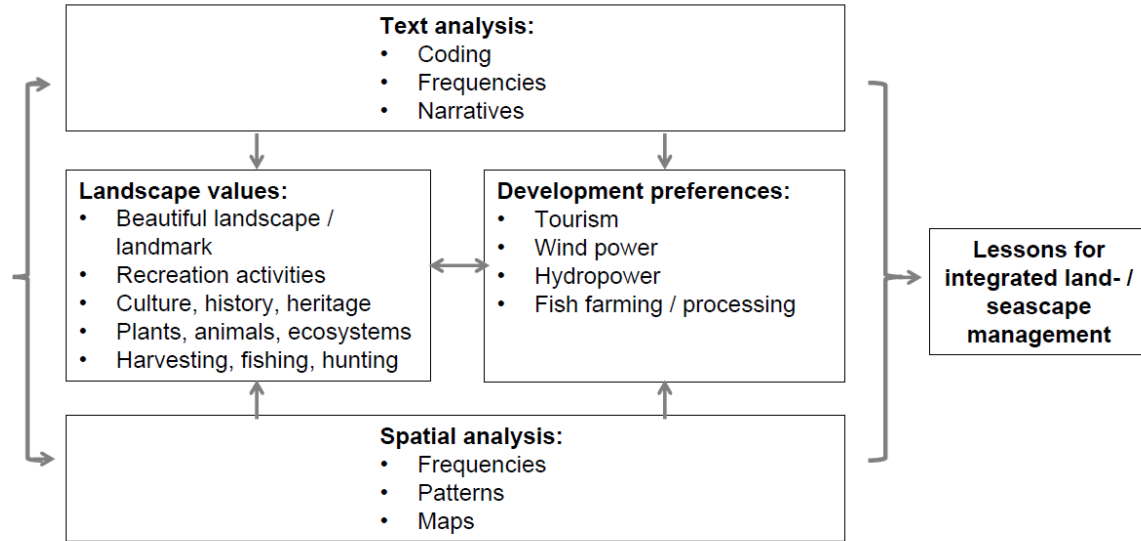 Text analysis:
• Coding
• Frequencies
• Narratives
Landscape values:
• Beautiful landscape /
landmark
• Recreation activities
• Culture, history, heritage
• Plants, animals, ecosystems
• Harvesting, fishing, hunting
Development preferences:
• Tourism
• Wind power
• Hydropower
• Fish farming / processing
Lessons for
integrated land- /
seascape
management
Spatial analysis:
• Frequencies
• Patterns
• Maps